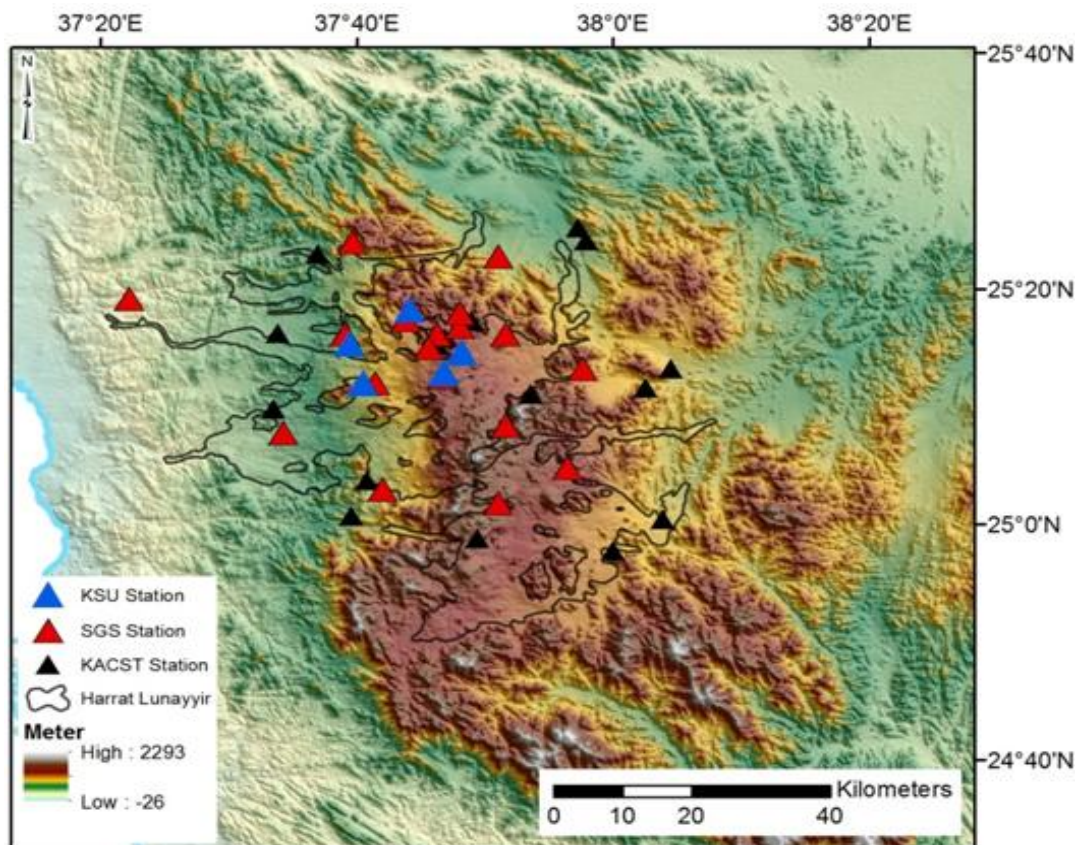 37°20'E 37°40'E 38°0'E 38°20'E
25°40'N
N
25°20'N
25°0'N
KSU Station
SGS Station
KACST Station
Harrat Lunayyir
Meter
High : 2293
Low : -26
24°40'N
Kilometers
0 10 20 40